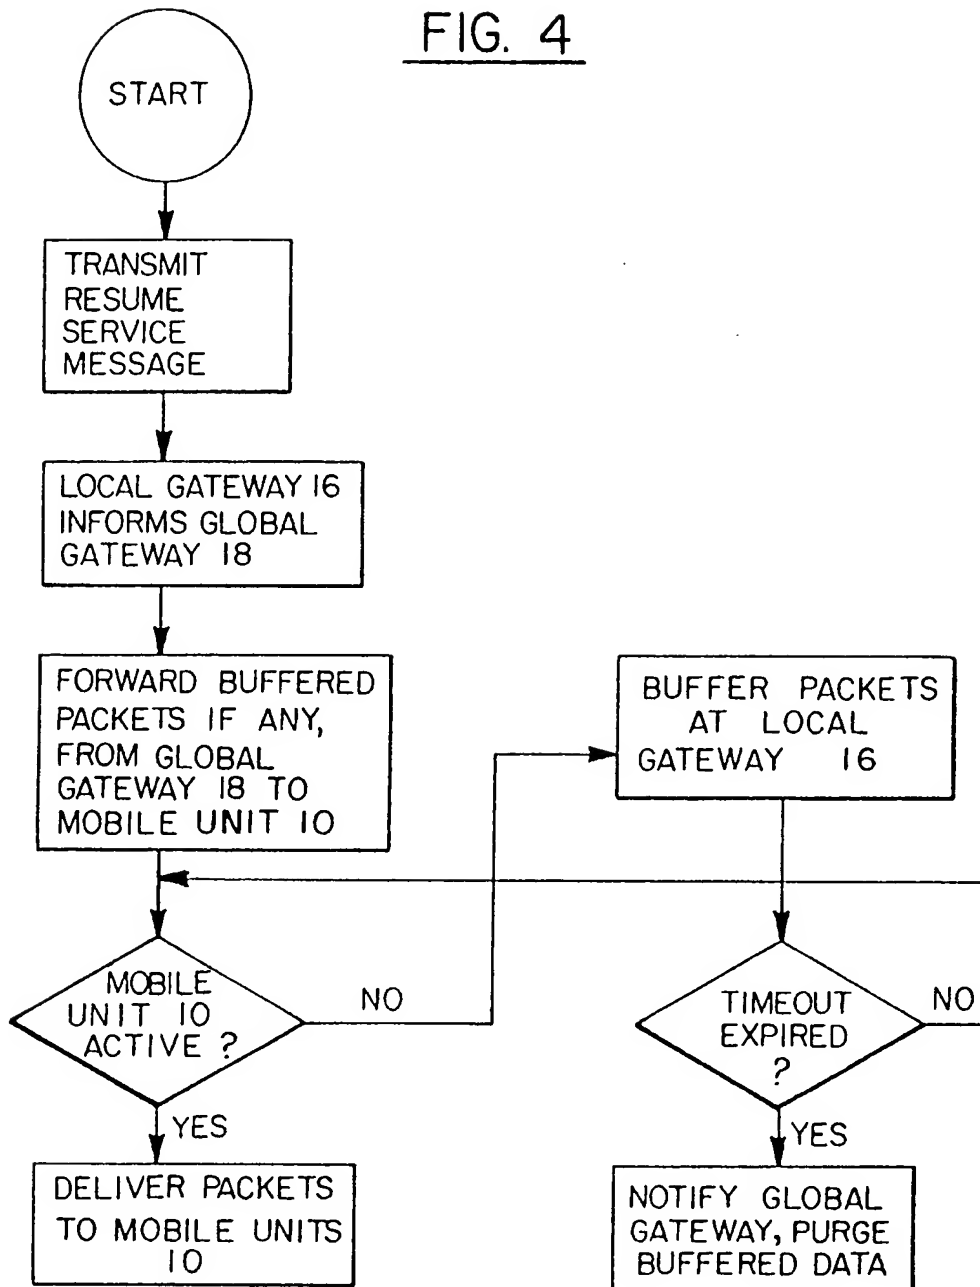 FIG. 4
START
TRANSMIT
RESUME
SERVICE
MESSAGE
LOCAL GATEWAY 16
INFORMS GLOBAL
GATEWAY 18
FORWARD BUFFERED
PACKETS IF ANY,
FROM GLOBAL
GATEWAY 18 TO
MOBILE UNIT 10
BUFFER PACKETS
AT LOCAL
GATEWAY 16
MOBILE
UNIT 10
ACTIVE ?
NO
YES
TIMEOUT
EXPIRED
?
NO
YES
DELIVER PACKETS
TO MOBILE UNITS
10
NOTIFY GLOBAL
GATEWAY, PURGE
BUFFERED DATA